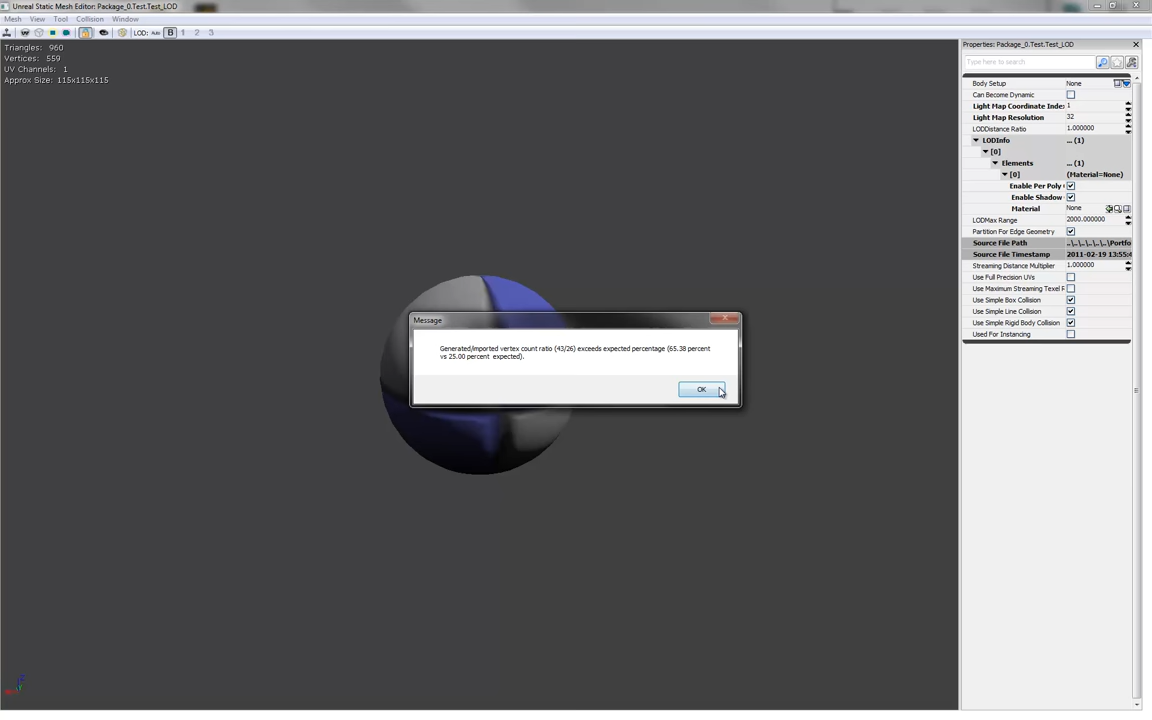 Unreal Static Mesh Editor: Package_0.Test.Test_LOD
Mesh View Tool Collision Window
LOD: Auto B 1 2 3
Triangles: 960
Vertices: 559
UV Channels: 1
Approx Size: 115x115x115
Message
Generated/imported vertex count ratio (43/26) exceeds expected percentage (65.38 percent
vs 25.00 percent expected).
OK
Properties: Package_0.Test.Test_LOD
Type here to search
Body Setup None
Can Become Dynamic
Light Map Coordinate Inde 1
Light Map Resolution 32
LODDistance Ratio 1.000000
LODInfo ... (1)
[0]
Elements ... (1)
[0] (Material=None)
Enable Per Poly
Enable Shadow
Material None
LODMax Range 2000.000000
Partition For Edge Geometry
Source File Path ..\..\..\..\..\Portfo
Source File Timestamp 2011-02-19 13:55:4
Streaming Distance Multiplier 1.000000
Use Full Precision UVs
Use Maximum Streaming Texel R
Use Simple Box Collision
Use Simple Line Collision
Use Simple Rigid Body Collision
Used For Instancing